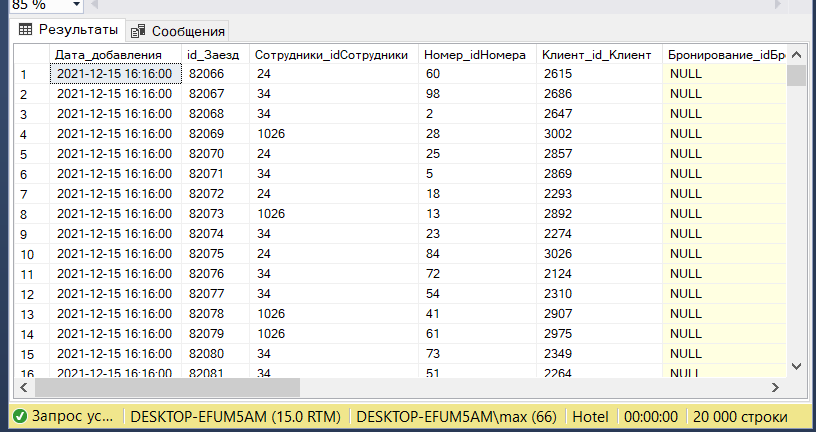 85 %
Результаты Сообщения
Дата_добавления id_Заезд Сотрудники_idСотрудники Номер_idНомера Клиент_id_Клиент Бронирование_idБро
1 2021-12-15 16:16:00 82066 24 60 2615 NULL
2 2021-12-15 16:16:00 82067 34 98 2686 NULL
3 2021-12-15 16:16:00 82068 34 2 2647 NULL
4 2021-12-15 16:16:00 82069 1026 28 3002 NULL
5 2021-12-15 16:16:00 82070 24 25 2857 NULL
6 2021-12-15 16:16:00 82071 34 5 2869 NULL
7 2021-12-15 16:16:00 82072 24 18 2293 NULL
8 2021-12-15 16:16:00 82073 1026 13 2892 NULL
9 2021-12-15 16:16:00 82074 34 23 2274 NULL
10 2021-12-15 16:16:00 82075 24 84 3026 NULL
11 2021-12-15 16:16:00 82076 34 72 2124 NULL
12 2021-12-15 16:16:00 82077 34 54 2310 NULL
13 2021-12-15 16:16:00 82078 1026 41 2907 NULL
14 2021-12-15 16:16:00 82079 1026 61 2975 NULL
15 2021-12-15 16:16:00 82080 34 73 2349 NULL
16 2021-12-15 16:16:00 82081 34 51 2264 NULL
Запрос ус... DESKTOP-EFUM5AM (15.0 RTM) DESKTOP-EFUM5AM\max (66) Hotel 00:00:00 20 000 строки